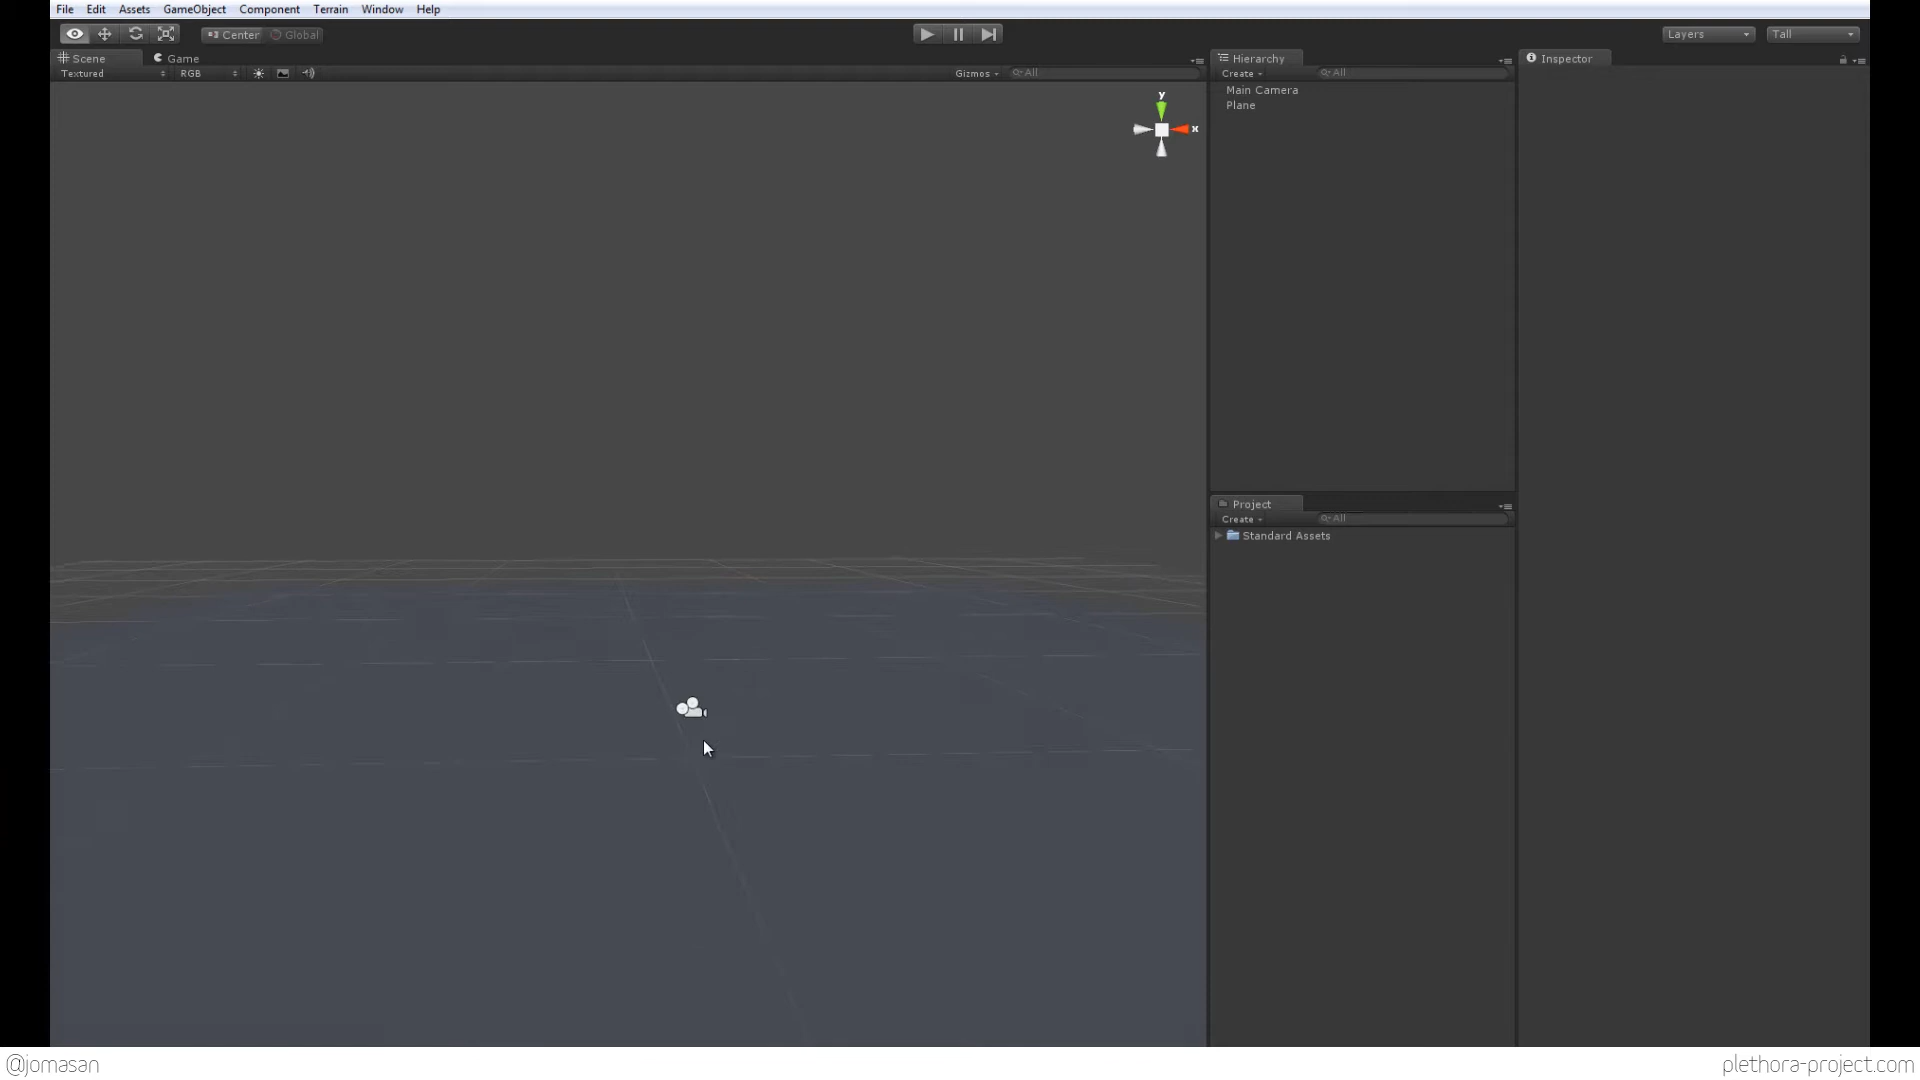 File Edit Assets GameObject Component Terrain Window Help
Center Global Layers Tall
Scene Game Hierarchy Inspector
Textured RGB Gizmos All Create All
y
x
Main Camera
Plane
Project
Create All
Standard Assets
@jomasan plethora-project.com